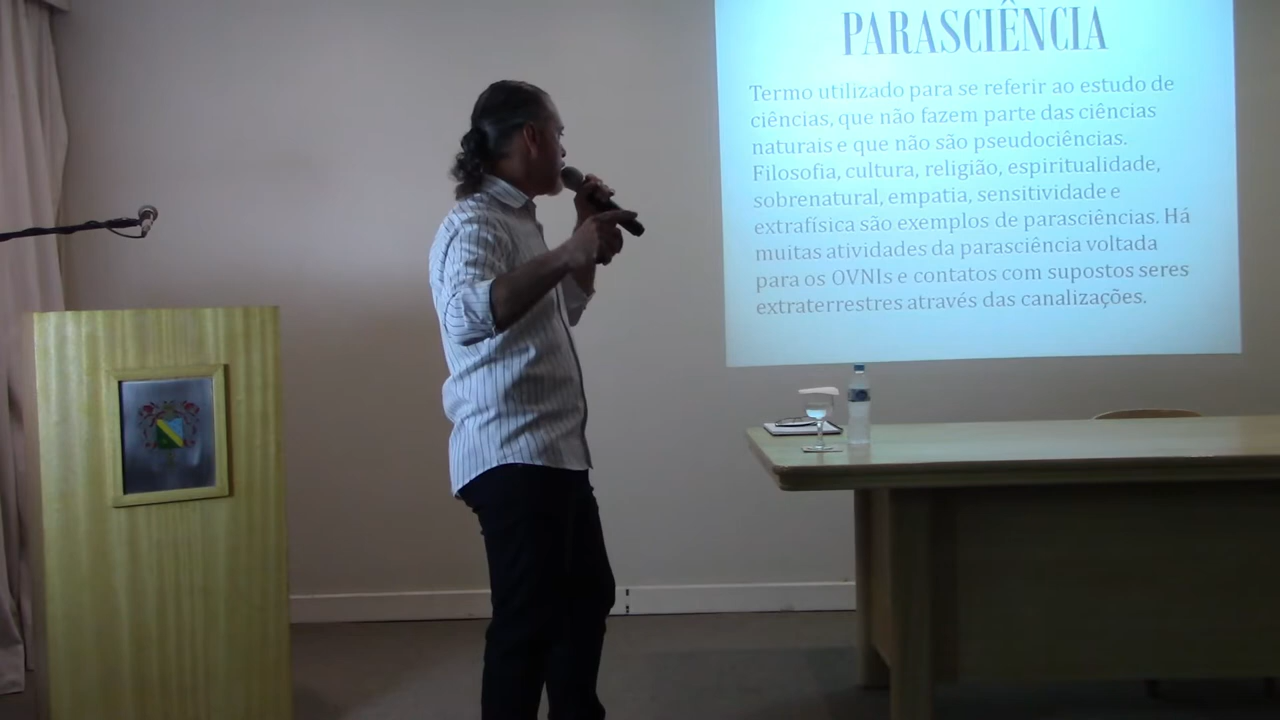 PARASCIÊNCIA
Termo utilizado para se referir ao estudo de
ciências, que não fazem parte das ciências
naturais e que não são pseudociências.
Filosofia, cultura, religião, espiritualidade,
sobrenatural, empatia, sensitividade e
extrafísica são exemplos de parasciências. Há
muitas atividades da parasciência voltada
para os OVNIs e contatos com supostos seres
extraterrestres através das canalizações.